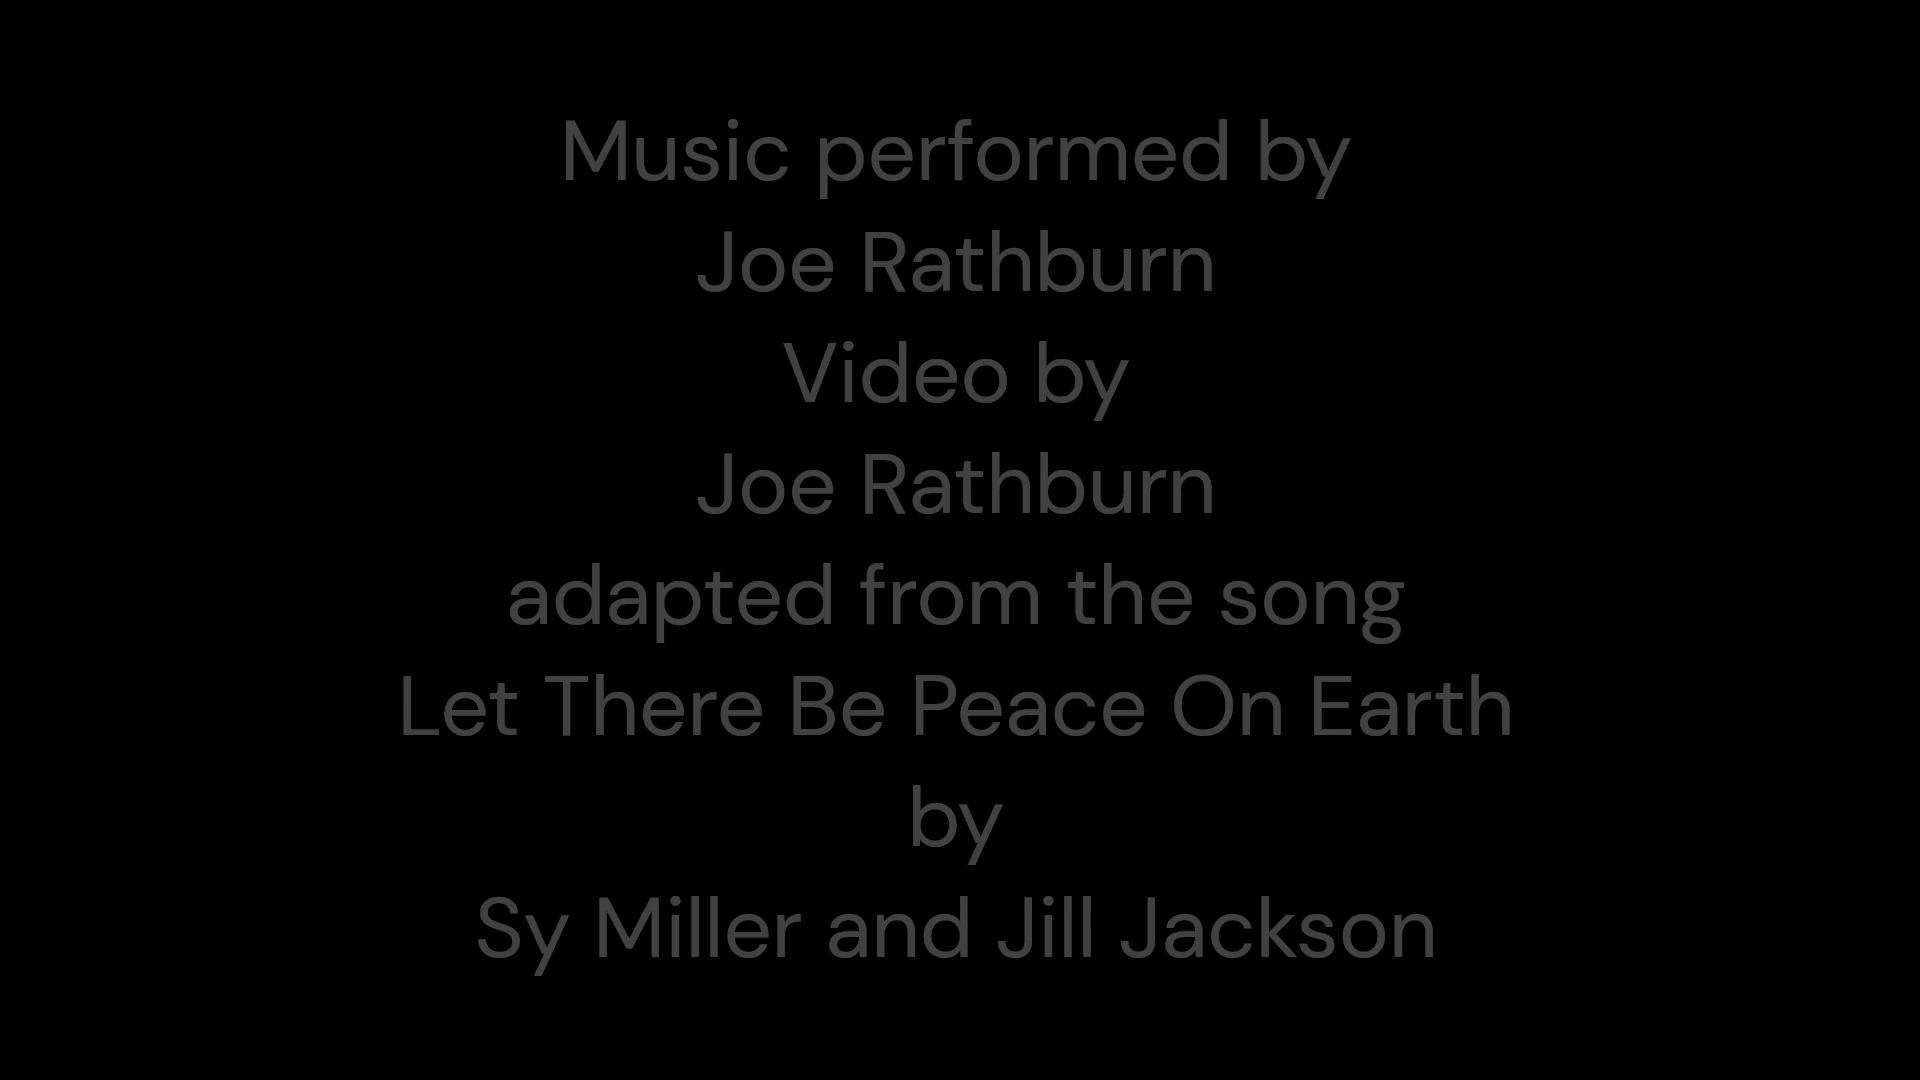 Music performed by
Joe Rathburn
Video by
Joe Rathburn
adapted from the song
Let There Be Peace On Earth
by
Sy Miller and Jill Jackson